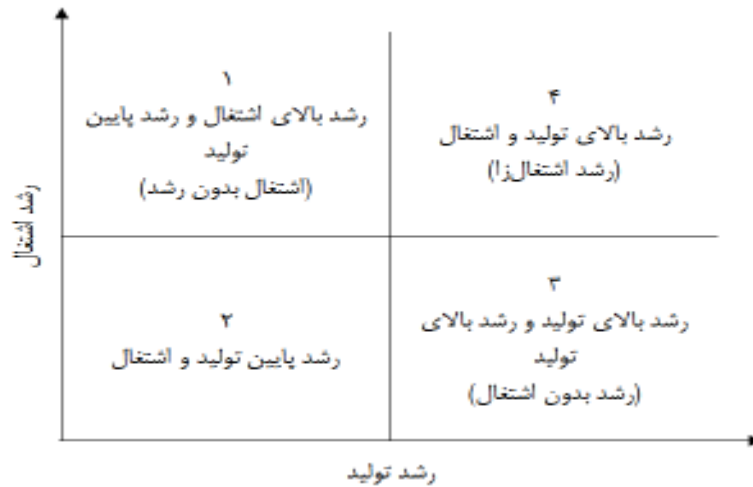 ۱
رشد بالای اشتغال و رشد پایین
تولید
(اشتغال بدون رشد)
۴
رشد بالای تولید و اشتغال
(رشد اشتغال‌زا)
رشد اشتغال
۲
رشد پایین تولید و اشتغال
۳
رشد بالای تولید و رشد بالای
تولید
(رشد بدون اشتغال)
رشد تولید